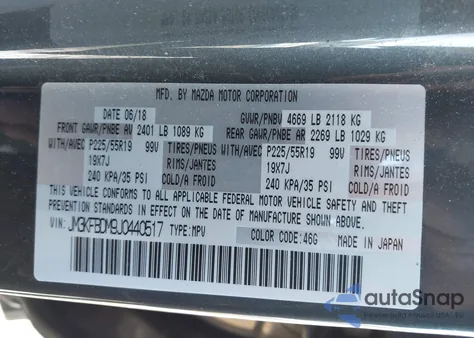 MFD. BY MAZDA MOTOR CORPORATION
DATE 06/18 GVWR/PNBV 4669 LB 2118 KG
FRONT GAWR/PNBE AV 2401 LB 1089 KG REAR GAWR/PNBE AR 2269 LB 1029 KG
WITH/AVEC P225/55R19 99V TIRES/PNEUS WITH/AVEC P225/55R19 99V TIRES/PNEUS
19X7J RIMS/JANTES 19X7J RIMS/JANTES
240 KPA/35 PSI COLD/A FROID 240 KPA/35 PSI COLD/A FROID
THIS VEHICLE CONFORMS TO ALL APPLICABLE FEDERAL MOTOR VEHICLE SAFETY AND THEFT
PREVENTION STANDARDS IN EFFECT ON THE DATE OF MANUFACTURE SHOWN ABOVE.
VIN: JM3KFBDM9J0440517 TYPE:MPV COLOR CODE:46G MADE IN JAPAN
autoSnap